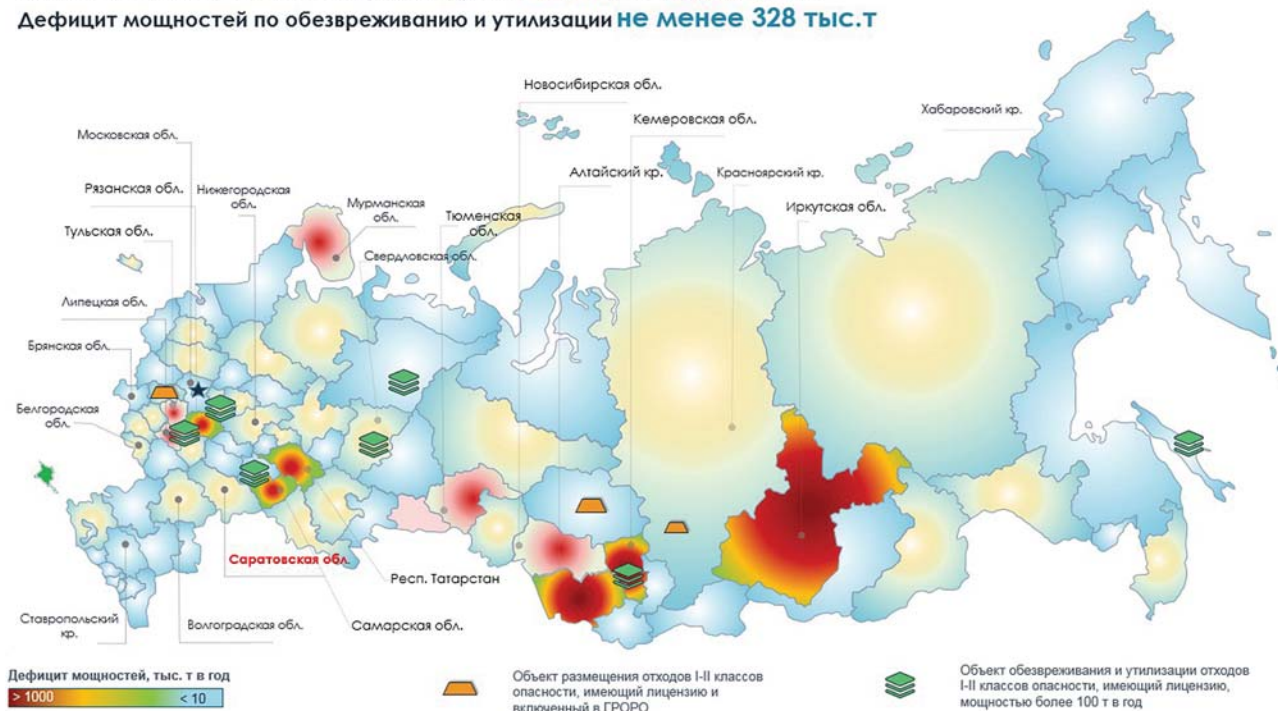 Дефицит мощностей по обезвреживанию и утилизации не менее 328 тыс.т
Новосибирская обл.
Московская обл.
Кемеровская обл.
Хабаровский кр.
Рязанская обл.
Нижегородская
обл.
Мурманская
обл.
Алтайский кр.
Красноярский кр.
Иркутская обл.
Тульская обл.
Тюменская
обл.
Свердловская обл.
Липецкая обл.
Брянская обл.
Белгородская
обл.
Саратовская обл.
Респ. Татарстан
Самарская обл.
Ставропольский
кр.
Волгоградская обл.
Дефицит мощностей, тыс. т в год
> 1000
< 10
Объект размещения отходов I-II классов
опасности, имеющий лицензию и
включенный в ГРОРО
Объект обезвреживания и утилизации отходов
I-II классов опасности, имеющий лицензию,
мощностью более 100 т в год